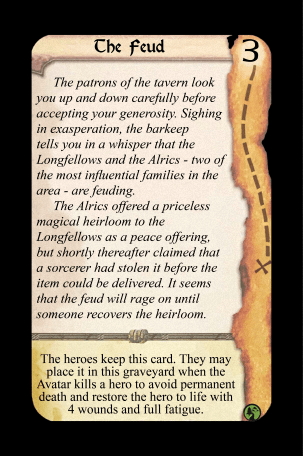 The Feud
3
The patrons of the tavern look
you up and down carefully before
accepting your generosity. Sighing
in exasperation, the barkeep
tells you in a whisper that the
Longfellows and the Alrics - two of
the most influential families in the
area - are feuding.
The Alrics offered a priceless
magical heirloom to the
Longfellows as a peace offering,
but shortly thereafter claimed that
a sorcerer had stolen it before the
item could be delivered. It seems
that the feud will rage on until
someone recovers the heirloom.
The heroes keep this card. They may
place it in this graveyard when the
Avatar kills a hero to avoid permanent
death and restore the hero to life with
4 wounds and full fatigue.